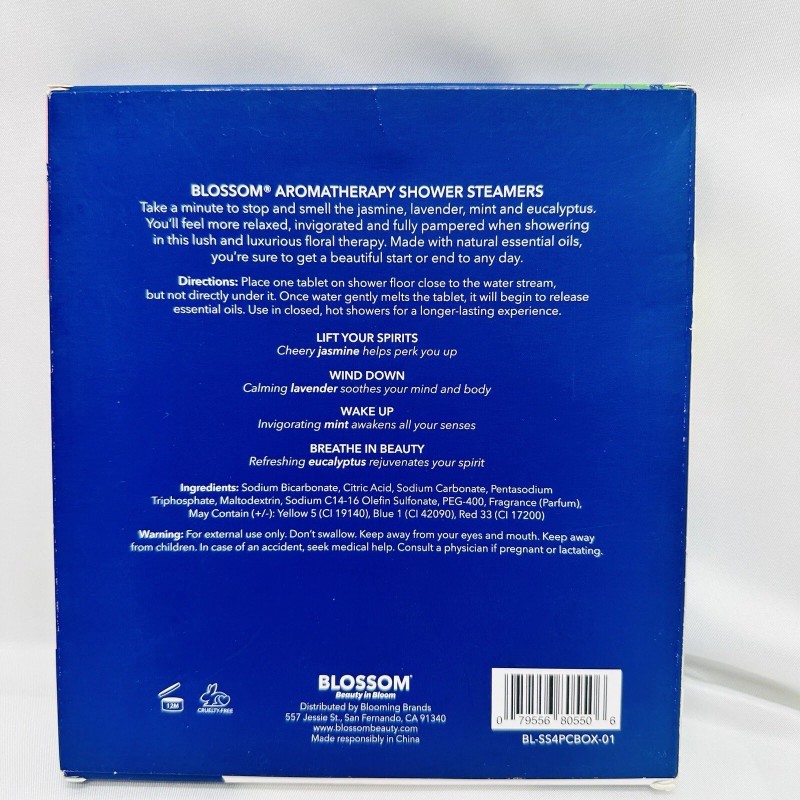 BLOSSOM® AROMATHERAPY SHOWER STEAMERS
Take a minute to stop and smell the jasmine, lavender, mint and eucalyptus.
You'll feel more relaxed, invigorated and fully pampered when showering
in this lush and luxurious floral therapy. Made with natural essential oils,
you're sure to get a beautiful start or end to any day.
Directions: Place one tablet on shower floor close to the water stream,
but not directly under it. Once water gently melts the tablet, it will begin to release
essential oils. Use in closed, hot showers for a longer-lasting experience.
LIFT YOUR SPIRITS
Cheery jasmine helps perk you up
WIND DOWN
Calming lavender soothes your mind and body
WAKE UP
Invigorating mint awakens all your senses
BREATHE IN BEAUTY
Refreshing eucalyptus rejuvenates your spirit
Ingredients: Sodium Bicarbonate, Citric Acid, Sodium Carbonate, Pentasodium
Triphosphate, Maltodextrin, Sodium C14-16 Olefin Sulfonate, PEG-400, Fragrance (Parfum),
May Contain (+/-): Yellow 5 (CI 19140), Blue 1 (CI 42090), Red 33 (CI 17200)
Warning: For external use only. Don't swallow. Keep away from your eyes and mouth. Keep away
from children. In case of an accident, seek medical help. Consult a physician if pregnant or lactating.
12M
CRUELTY-FREE
BLOSSOM®
Beauty in Bloom
Distributed by Blooming Brands
557 Jessie St., San Fernando, CA 91340
www.blossombeauty.com
Made responsibly in China
0 79556 80550 6
BL-SS4PCBOX-01